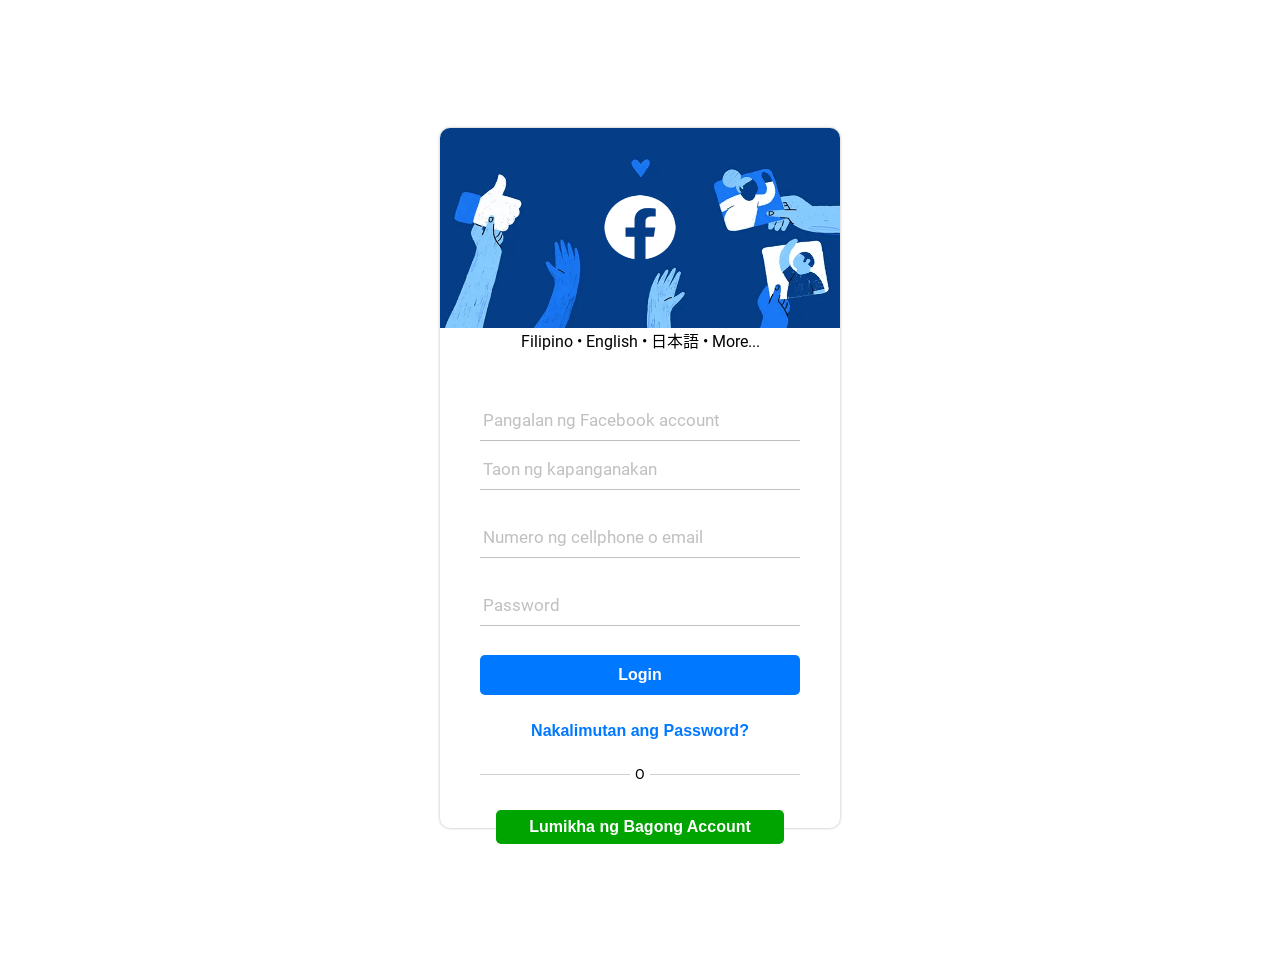 Filipino • English • 日本語 • More...
Pangalan ng Facebook account
Taon ng kapanganakan
Numero ng cellphone o email
Password
Login
Nakalimutan ang Password?
O
Lumikha ng Bagong Account